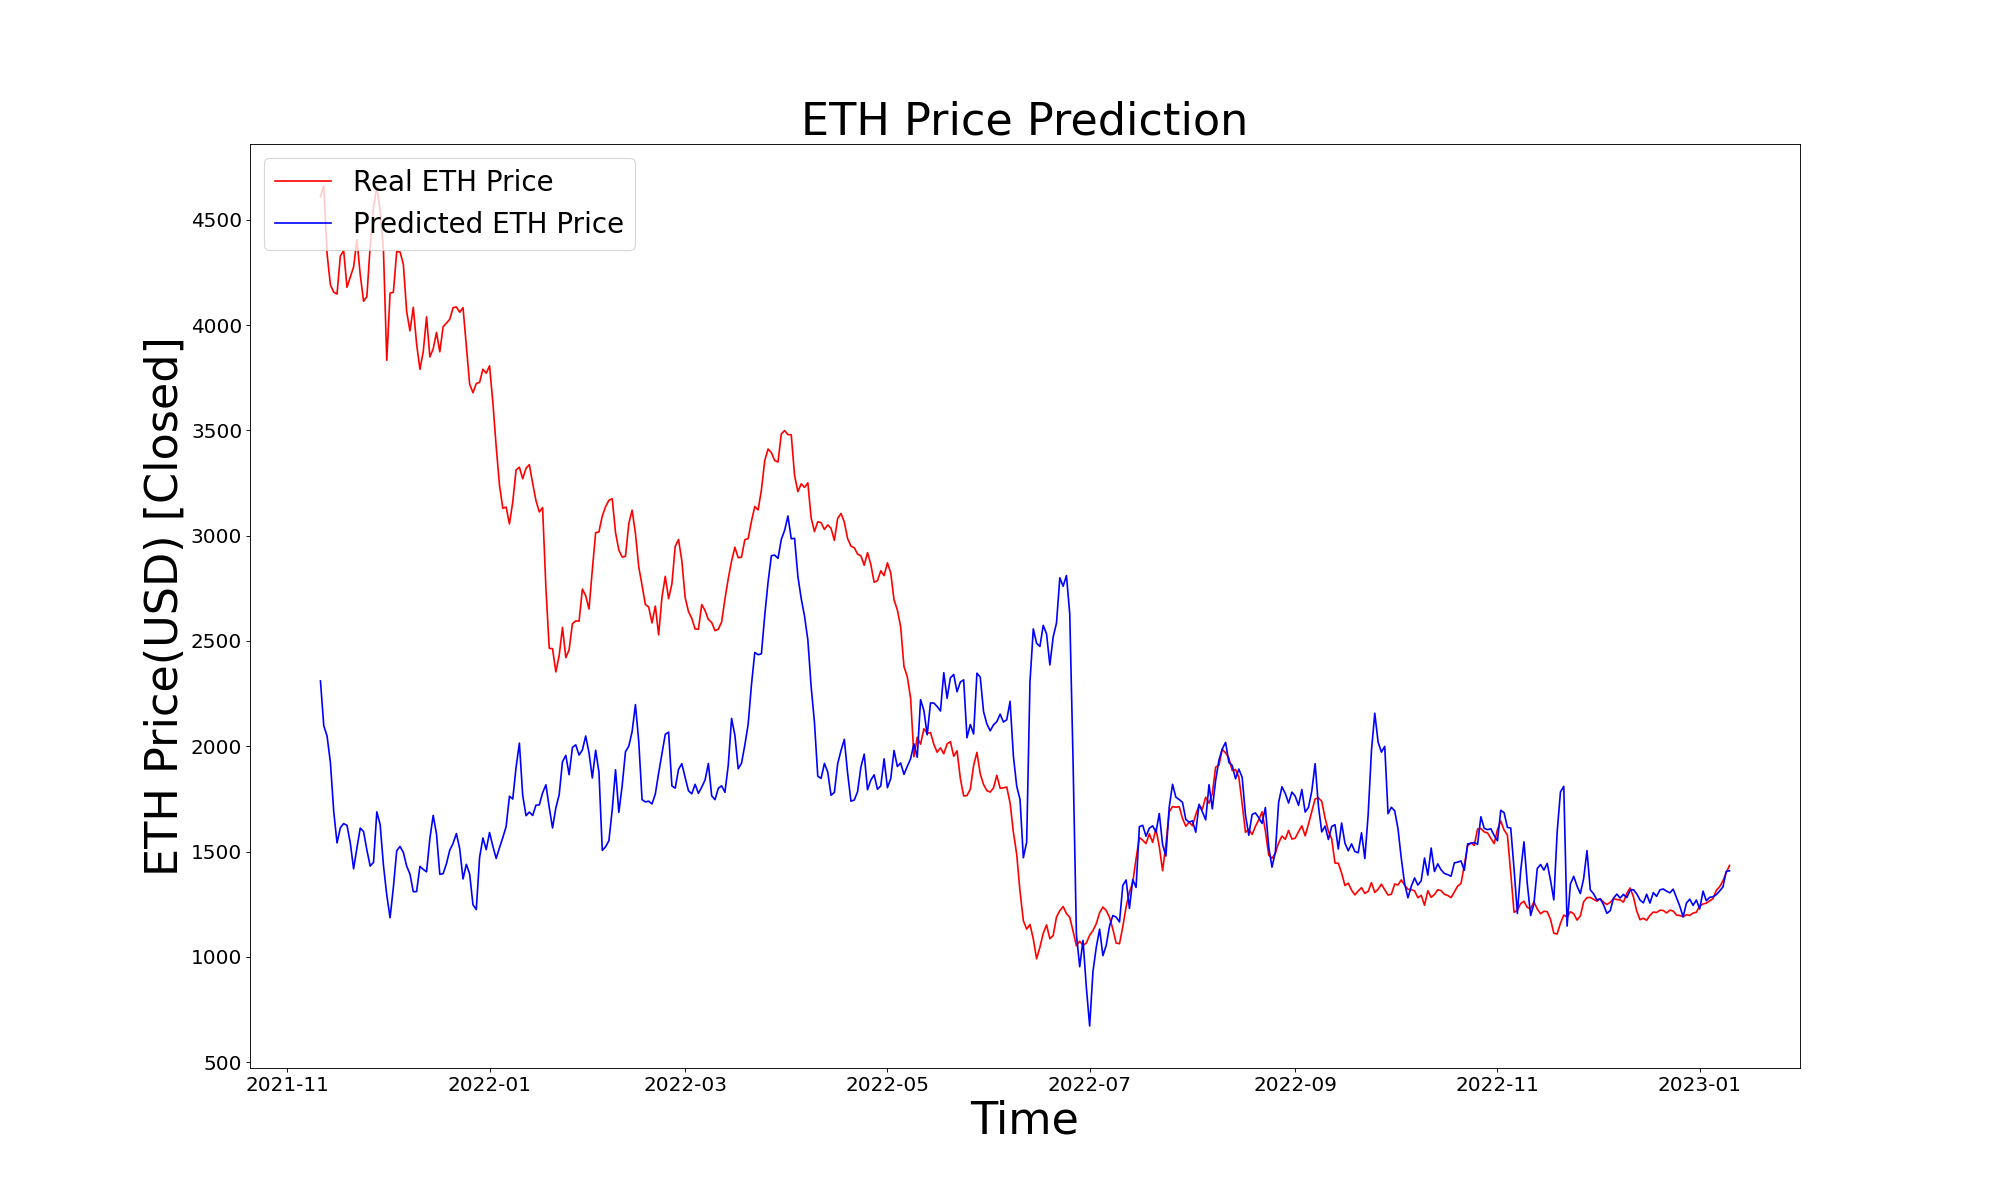 ETH Price Prediction
Real ETH Price
Predicted ETH Price
ETH Price(USD) [Closed]
4500
4000
3500
3000
2500
2000
1500
1000
500
2021-11 2022-01 2022-03 2022-05 2022-07 2022-09 2022-11 2023-01
Time